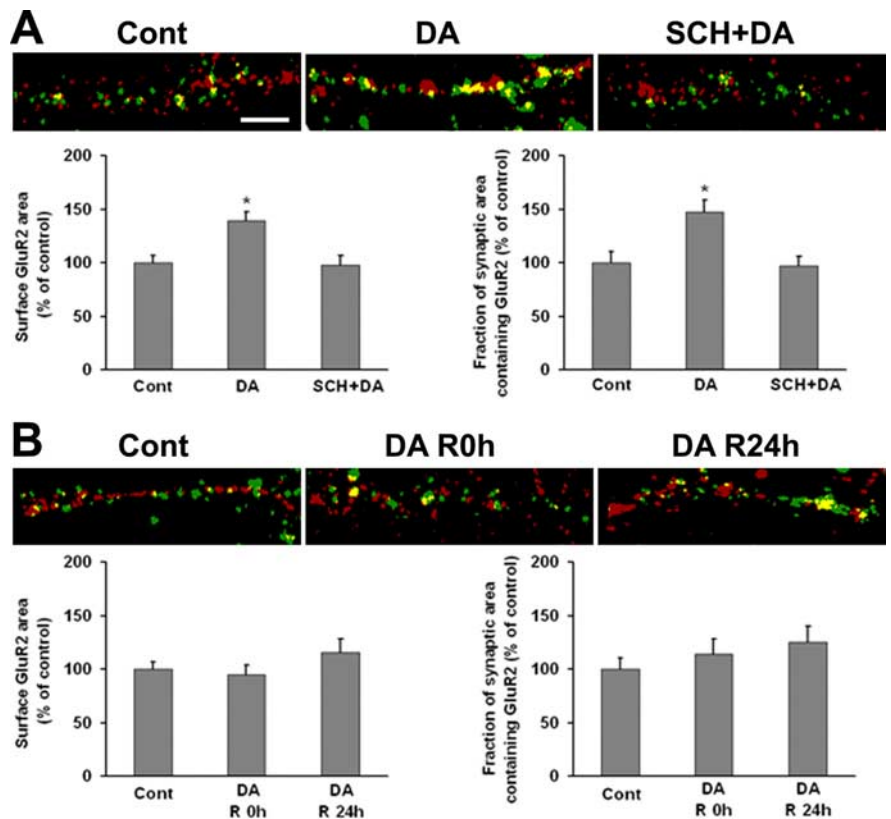 A
Cont DA SCH+DA
Surface GluR2 area
(% of control)
200
150
100
50
0
*
Cont DA SCH+DA
Fraction of synaptic area
containing GluR2 (% of control)
200
150
100
50
0
*
Cont DA SCH+DA
B
Cont DA R0h DA R24h
Surface GluR2 area
(% of control)
200
150
100
50
0
Cont DA DA
R 0h R 24h
Fraction of synaptic area
containing GluR2 (% of control)
200
150
100
50
0
Cont DA DA
R 0h R 24h